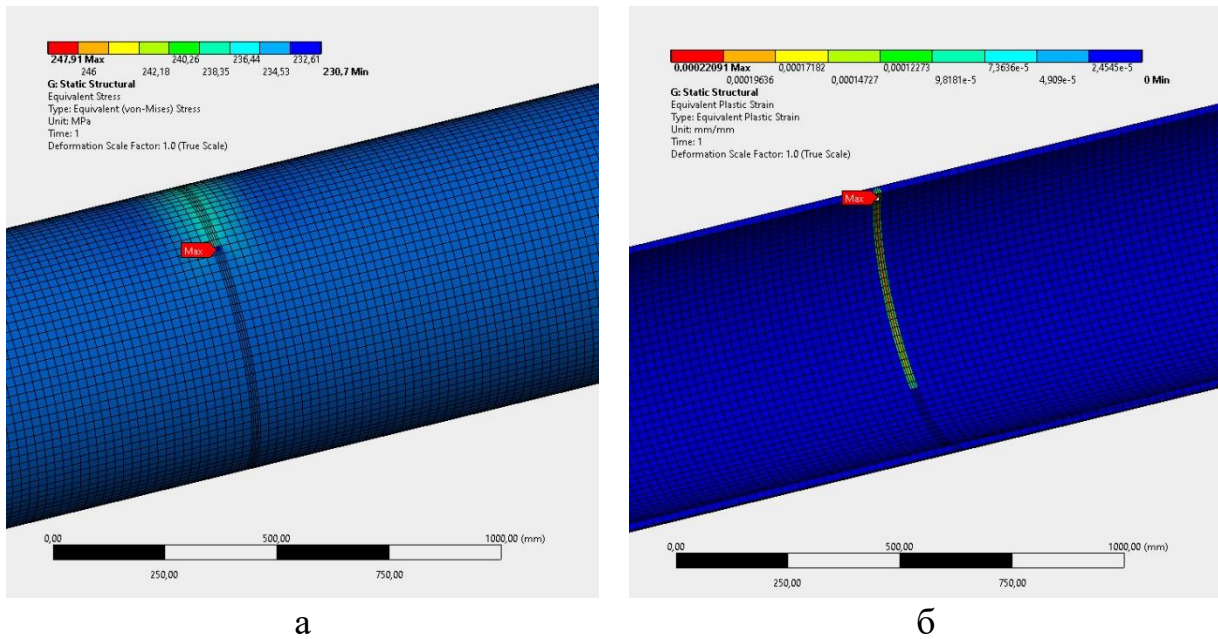 247,91 Max
246
242,18
240,26
238,35
236,44
234,53
232,61
230,7 Min
G: Static Structural
Equivalent Stress
Type: Equivalent (von-Mises) Stress
Unit: MPa
Time: 1
Deformation Scale Factor: 1.0 (True Scale)
Max
0,00
500,00
1000,00 (mm)
250,00
750,00
а
0,00022091 Max
0,00019636
0,00017182
0,00014727
0,00012273
9,8181e-5
7,3636e-5
4,909e-5
2,4545e-5
0 Min
G: Static Structural
Equivalent Plastic Strain
Type: Equivalent Plastic Strain
Unit: mm/mm
Time: 1
Deformation Scale Factor: 1.0 (True Scale)
Max
0,00
500,00
1000,00 (mm)
250,00
750,00
б